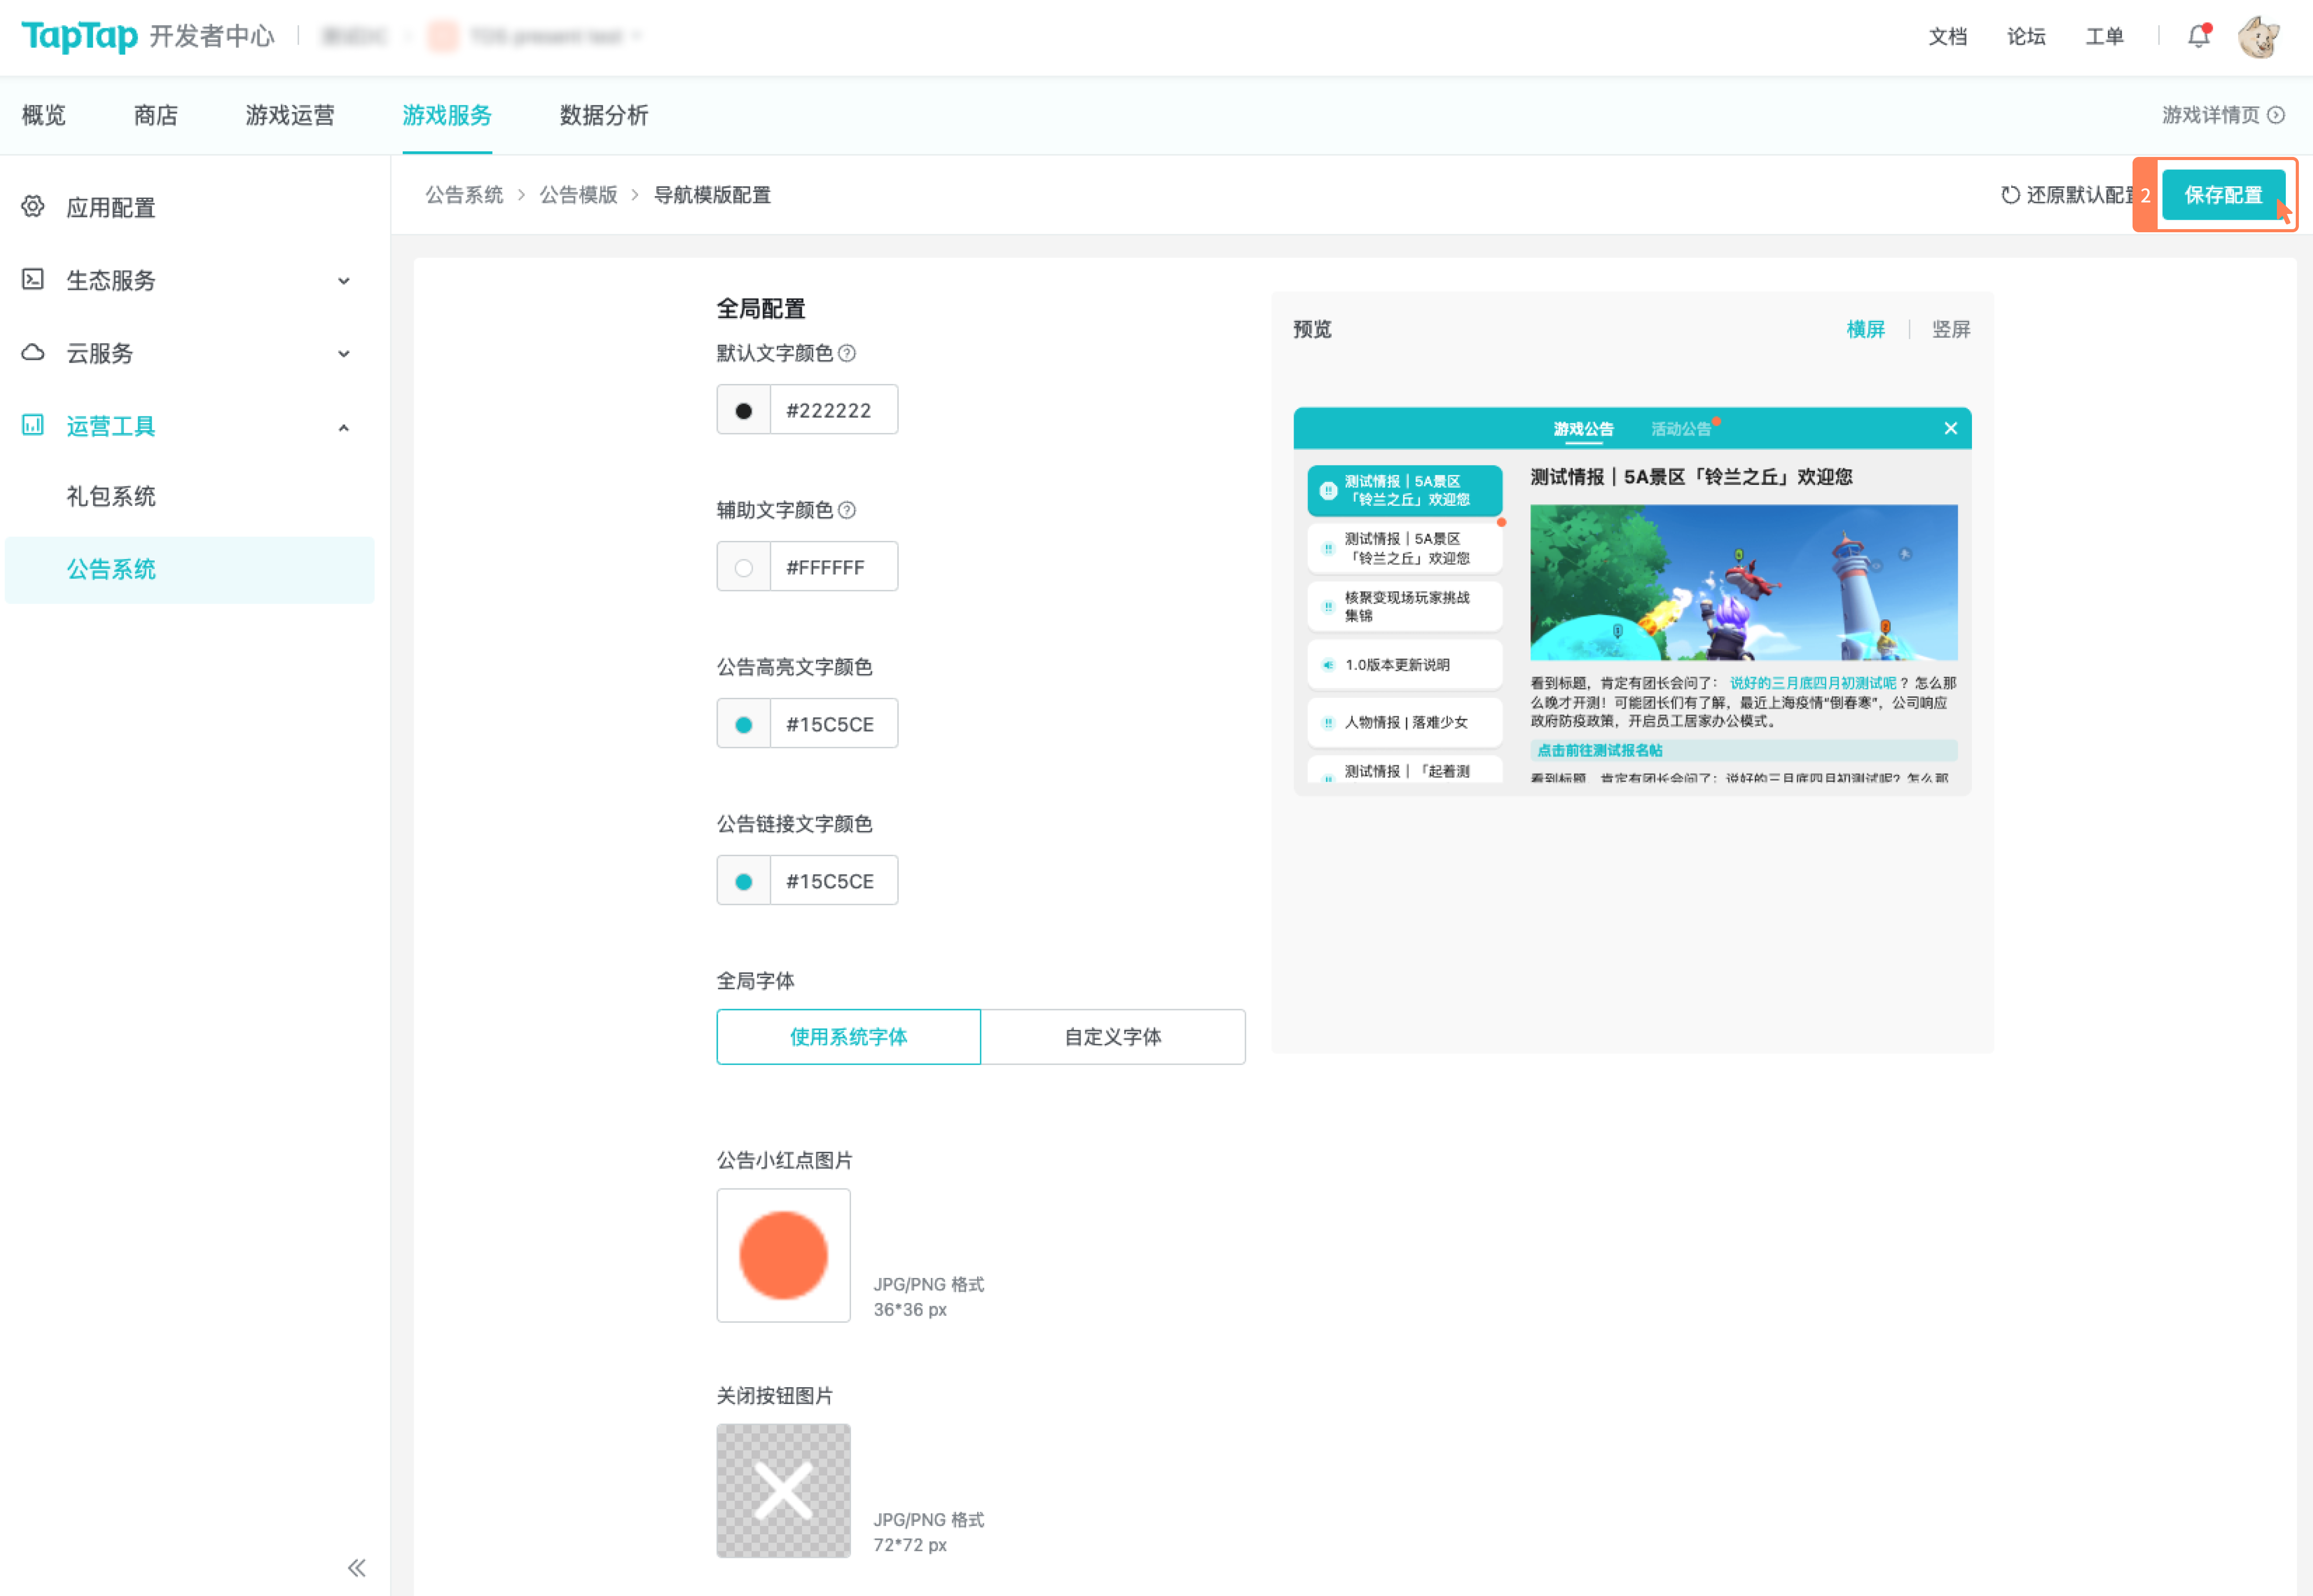 TapTap 开发者中心
文档 论坛 工单
概览 商店 游戏运营 游戏服务 数据分析 游戏详情页
应用配置
生态服务
云服务
运营工具
礼包系统
公告系统
公告系统 > 公告模版 > 导航模版配置
还原默认配置
2
保存配置
全局配置
默认文字颜色
#222222
辅助文字颜色
#FFFFFF
公告高亮文字颜色
#15C5CE
公告链接文字颜色
#15C5CE
全局字体
使用系统字体 自定义字体
公告小红点图片
JPG/PNG 格式
36*36 px
关闭按钮图片
JPG/PNG 格式
72*72 px
预览
横屏 竖屏
游戏公告 活动公告
测试情报｜5A景区
「铃兰之丘」欢迎您
测试情报｜5A景区
「铃兰之丘」欢迎您
核聚变现场玩家挑战
集锦
1.0版本更新说明
人物情报 | 落难少女
测试情报｜「起着测
测试情报｜5A景区「铃兰之丘」欢迎您
看到标题，肯定有团长会问了： 说好的三月底四月初测试呢 ？怎么那
么晚才开测！可能团长们有了解，最近上海疫情“倒春寒”，公司响应
政府防疫政策，开启员工居家办公模式。
点击前往测试报名帖
看到标题，肯定有团长会问了：说好的三月底四月初测试呢？怎么那